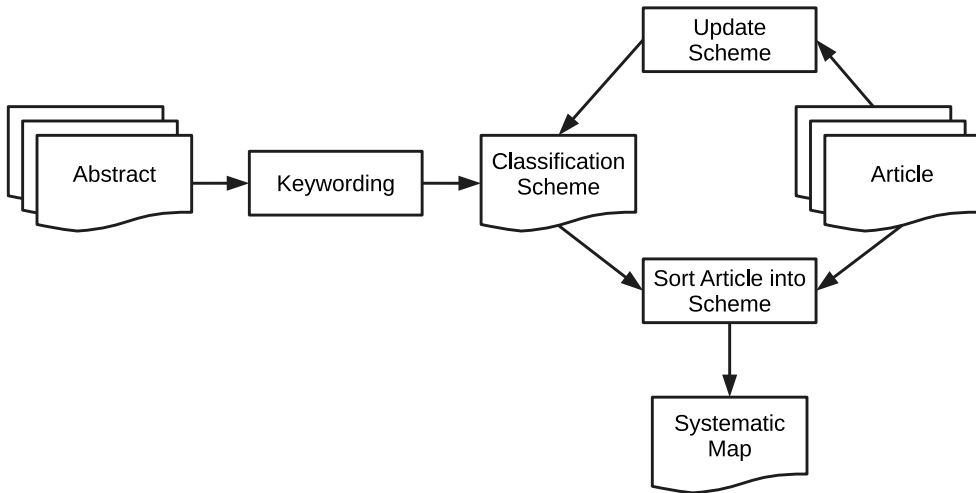 Update
Scheme
Abstract
Keywording
Classification
Scheme
Article
Sort Article into
Scheme
Systematic
Map